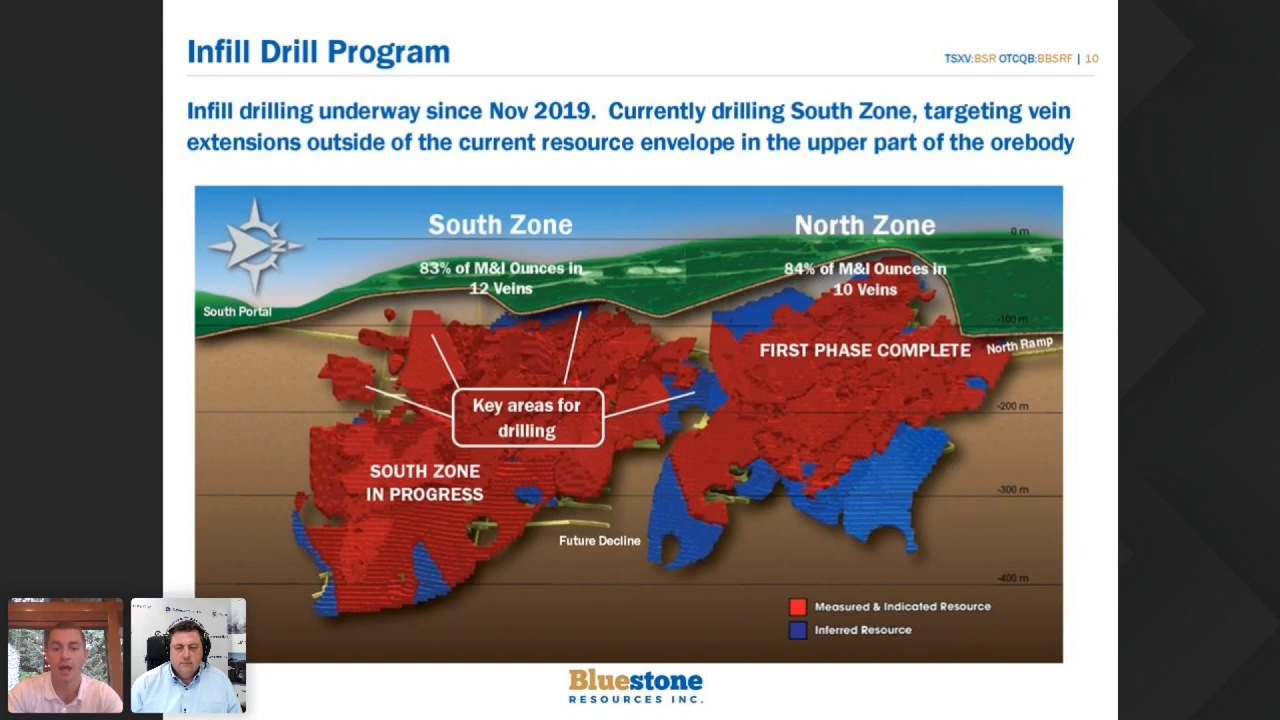 Infill Drill Program
TSXV:BSR OTCQB:BBSRF | 10
Infill drilling underway since Nov 2019.  Currently drilling South Zone, targeting vein
extensions outside of the current resource envelope in the upper part of the orebody
South Zone
North Zone
N
0 m
83% of M&I Ounces in
12 Veins
84% of M&I Ounces in
10 Veins
South Portal
-100 m
North Ramp
FIRST PHASE COMPLETE
Key areas for
drilling
-200 m
SOUTH ZONE
IN PROGRESS
-300 m
Future Decline
-400 m
Measured & Indicated Resource
Inferred Resource
Bluestone
RESOURCES INC.